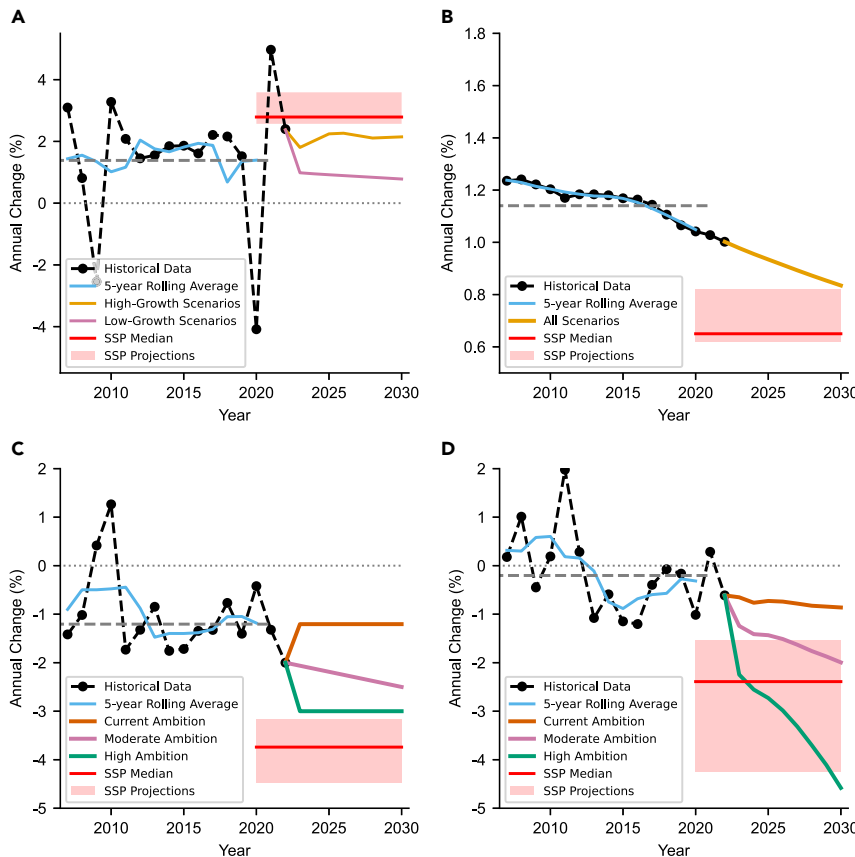 A
Annual Change (%)
4
2
0
-2
-4
Historical Data
5-year Rolling Average
High-Growth Scenarios
Low-Growth Scenarios
SSP Median
SSP Projections
2010
2015
2020
2025
2030
Year
B
Annual Change (%)
1.8
1.6
1.4
1.2
1.0
0.8
0.6
Historical Data
5-year Rolling Average
All Scenarios
SSP Median
SSP Projections
2010
2015
2020
2025
2030
Year
C
Annual Change (%)
2
1
0
-1
-2
-3
-4
-5
Historical Data
5-year Rolling Average
Current Ambition
Moderate Ambition
High Ambition
SSP Median
SSP Projections
2010
2015
2020
2025
2030
Year
D
Annual Change (%)
2
1
0
-1
-2
-3
-4
-5
Historical Data
5-year Rolling Average
Current Ambition
Moderate Ambition
High Ambition
SSP Median
SSP Projections
2010
2015
2020
2025
2030
Year